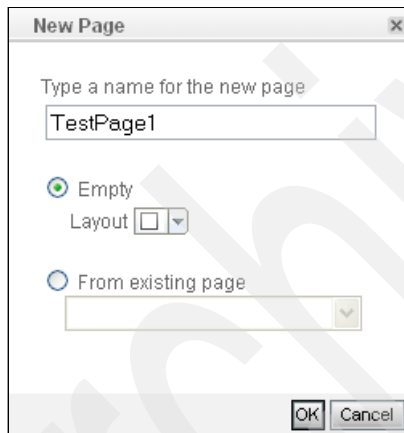 New Page
Type a name for the new page
TestPage1
Empty
Layout
From existing page
OK Cancel